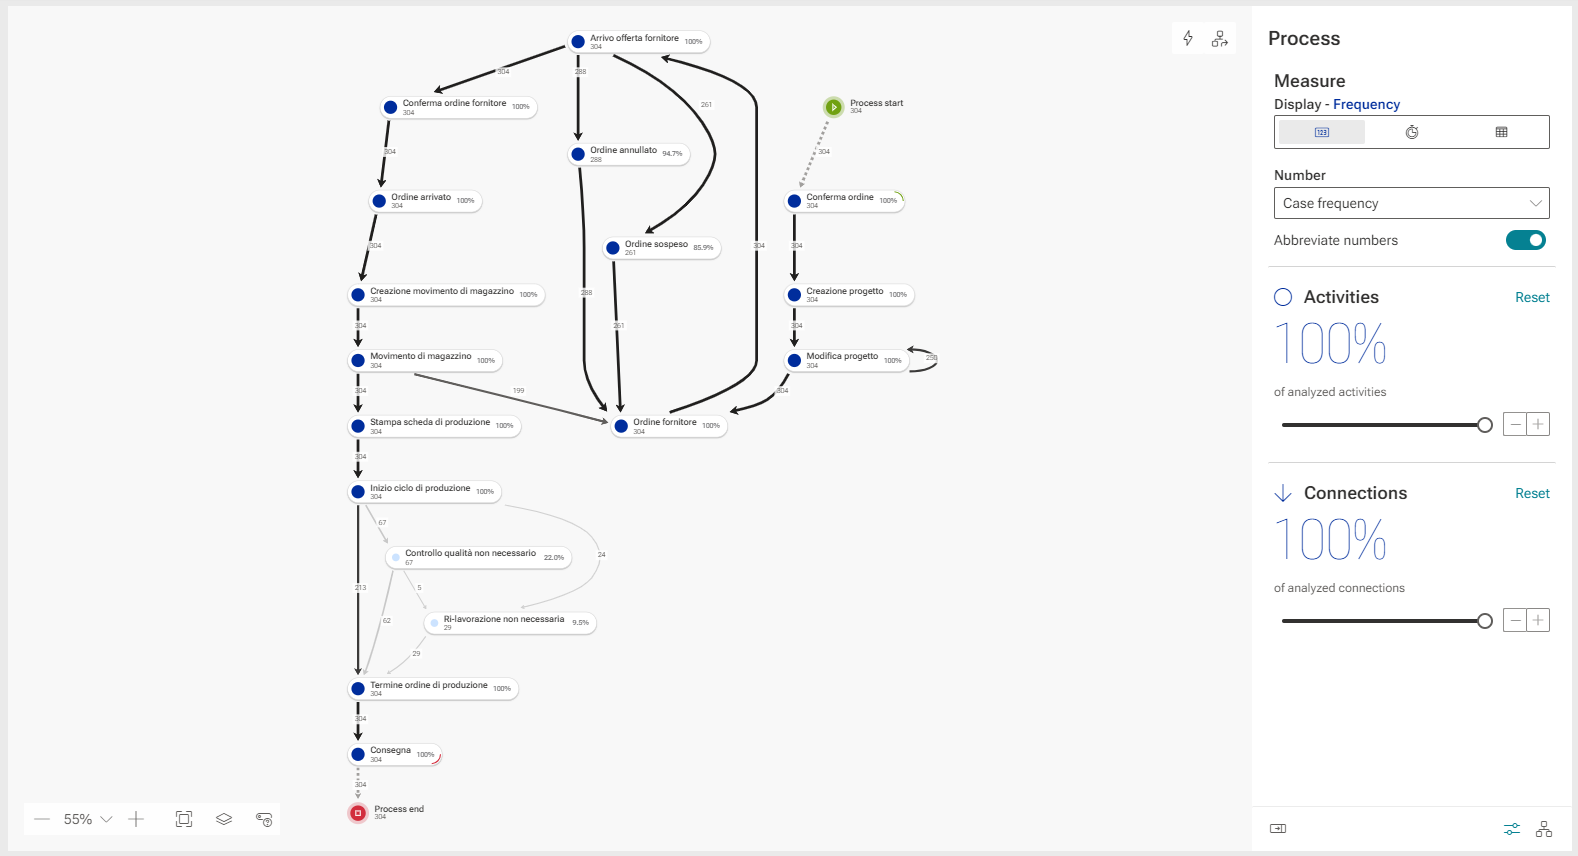 Arrivo offerta fornitore
304
100%
304
288
261
Conferma ordine fornitore
304
100%
Process start
304
304
304
Ordine annullato
288
94.7%
Ordine arrivato
304
100%
Conferma ordine
304
100%
304
Ordine sospeso
261
85.9%
304
304
Creazione movimento di magazzino
304
100%
288
Creazione progetto
304
100%
304
261
304
Movimento di magazzino
304
100%
Modifica progetto
304
100%
304
199
304
Stampa scheda di produzione
304
100%
Ordine fornitore
304
100%
304
Inizio ciclo di produzione
304
100%
67
24
Controllo qualità non necessario
67
22.0%
213
5
62
Ri-lavorazione non necessaria
29
9.5%
29
Termine ordine di produzione
304
100%
304
Consegna
304
100%
304
Process end
304
55%
Process
Measure
Display - Frequency
123
Number
Case frequency
Abbreviate numbers
Activities
Reset
100%
of analyzed activities
Connections
Reset
100%
of analyzed connections